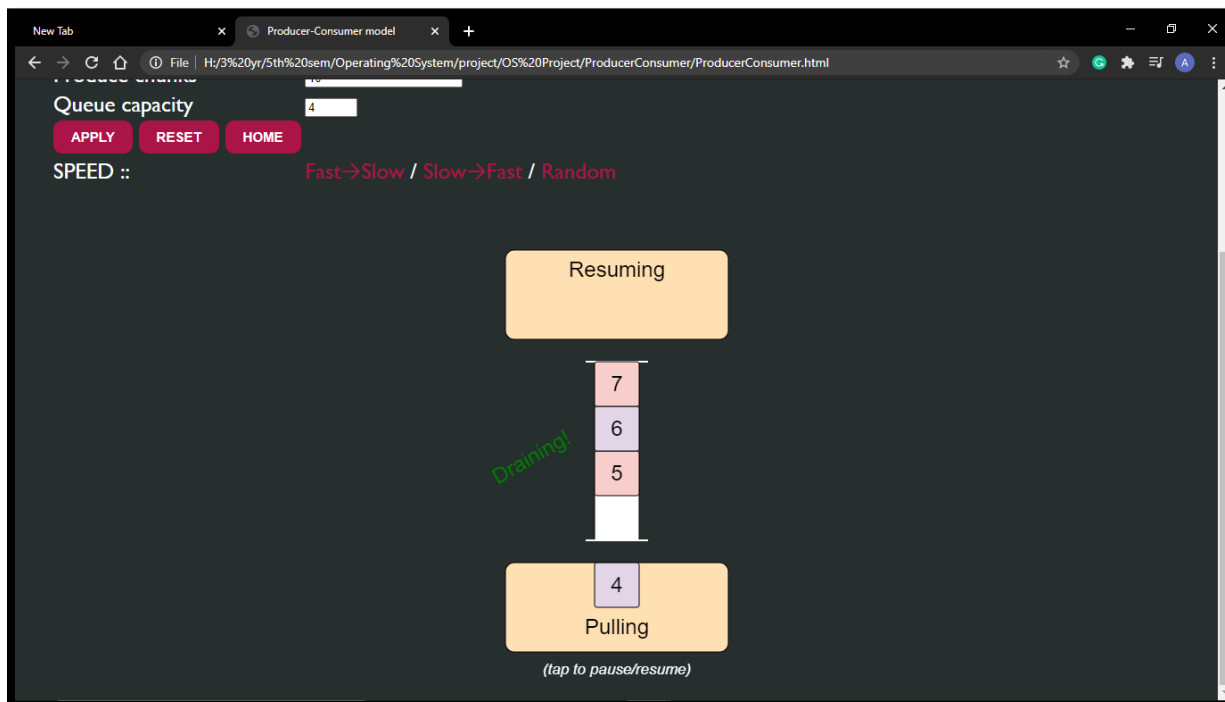 New Tab
Producer-Consumer model
File
H:/3%20yr/5th%20sem/Operating%20System/project/OS%20Project/ProducerConsumer/ProducerConsumer.html
A
Produce chunks
Queue capacity
4
APPLY
RESET
HOME
SPEED ::
Fast→Slow / Slow→Fast / Random
Resuming
7
6
Draining!
5
4
Pulling
(tap to pause/resume)